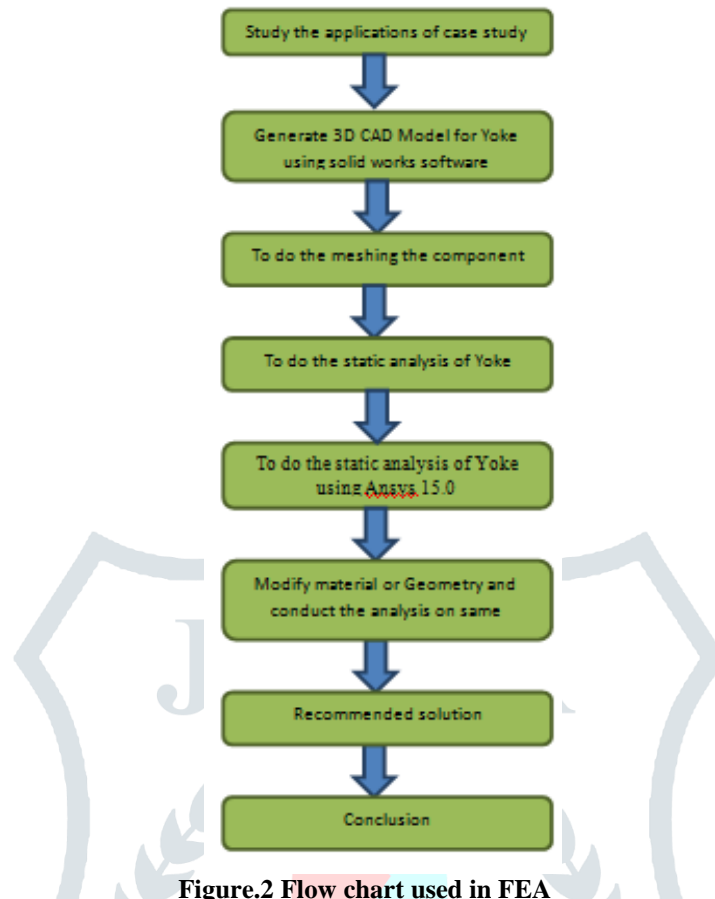 Study the applications of case study
Generate 3D CAD Model for Yoke
using solid works software
To do the meshing the component
To do the static analysis of Yoke
To do the static analysis of Yoke
using Ansys 15.0
Modify material or Geometry and
conduct the analysis on same
Recommended solution
Conclusion
Figure.2 Flow chart used in FEA